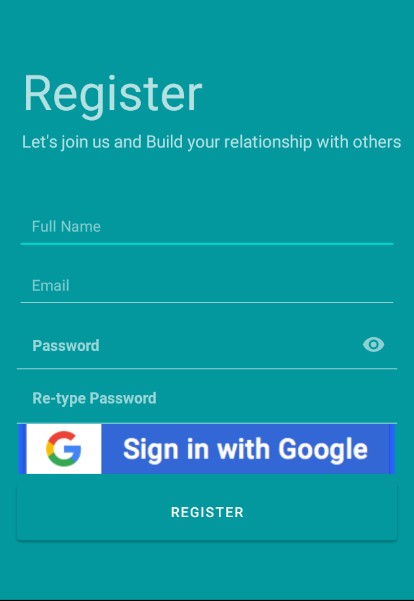 Register
Let's join us and Build your relationship with others
Full Name
Email
Password
Re-type Password
Sign in with Google
REGISTER